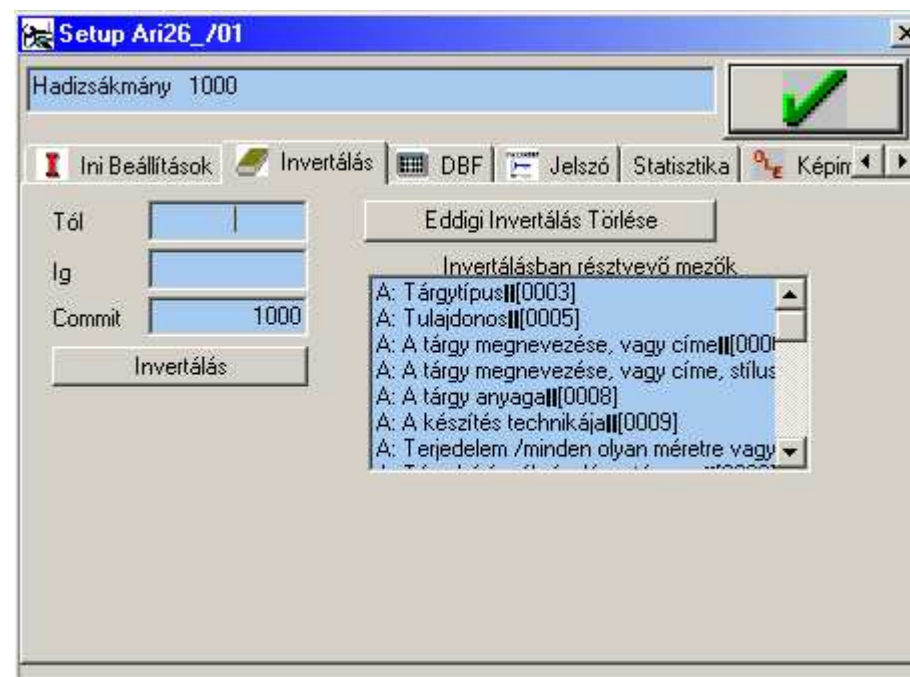 Setup Ari26_/01
Hadizsákmány 1000
Ini Beállítások Invertálás DBF Jelszó Statisztika OLE
Tól
Ig
Commit 1000
Invertálás
Eddigi Invertálás Törlése
Invertálásban résztvevő mezők
A: Tárgytípus||[0003]
A: Tulajdonos||[0005]
A: A tárgy megnevezése, vagy címe||[000
A: A tárgy megnevezése, vagy címe, stílus
A: A tárgy anyaga||[0008]
A: A készítés technikája||[0009]
A: Terjedelem /minden olyan méretre vagy